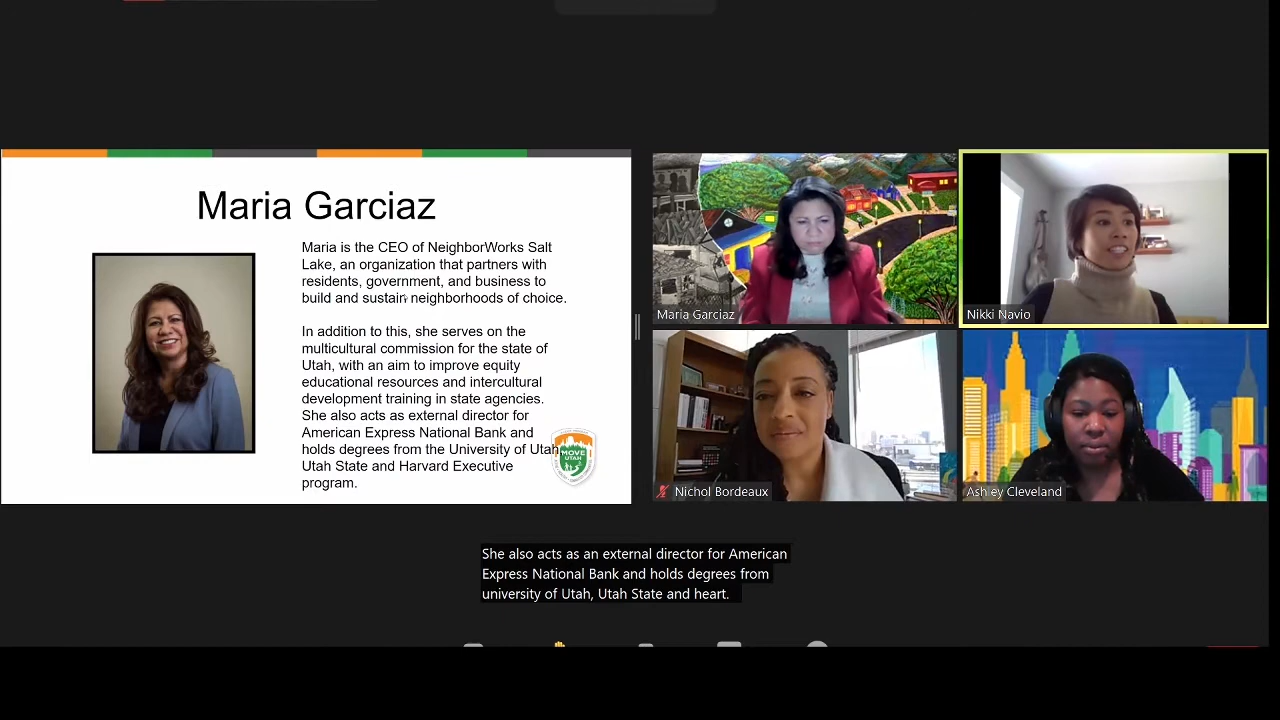 Maria Garciaz
Maria is the CEO of NeighborWorks Salt
Lake, an organization that partners with
residents, government, and business to
build and sustain neighborhoods of choice.
In addition to this, she serves on the
multicultural commission for the state of
Utah, with an aim to improve equity
educational resources and intercultural
development training in state agencies.
She also acts as external director for
American Express National Bank and
holds degrees from the University of Utah
Utah State and Harvard Executive
program.
MOVE
UTAH
Maria Garciaz
Nikki Navio
Nichol Bordeaux
Ashley Cleveland
She also acts as an external director for American
Express National Bank and holds degrees from
university of Utah, Utah State and heart.